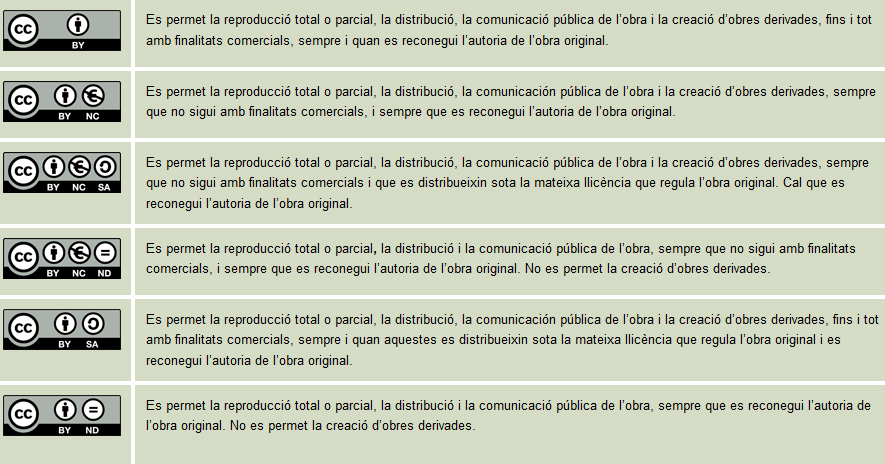 cc BY
Es permet la reproducció total o parcial, la distribució, la comunicació pública de l’obra i la creació d’obres derivades, fins i tot
amb finalitats comercials, sempre i quan es reconegui l’autoria de l’obra original.
cc BY NC
Es permet la reproducció total o parcial, la distribució, la comunicación pública de l’obra i la creació d’obres derivades, sempre
que no sigui amb finalitats comercials, i sempre que es reconegui l’autoria de l’obra original.
cc BY NC SA
Es permet la reproducció total o parcial, la distribució, la comunicació pública de l’obra i la creació d’obres derivades, sempre
que no sigui amb finalitats comercials i que es distribueixin sota la mateixa llicència que regula l’obra original. Cal que es
reconegui l’autoria de l’obra original.
cc BY NC ND
Es permet la reproducció total o parcial, la distribució i la comunicació pública de l’obra, sempre que no sigui amb finalitats
comercials, i sempre que es reconegui l’autoria de l’obra original. No es permet la creació d’obres derivades.
cc BY SA
Es permet la reproducció total o parcial, la distribució, la comunicación pública de l’obra i la creació d’obres derivades, fins i tot
amb finalitats comercials, sempre i quan aquestes es distribueixin sota la mateixa llicència que regula l’obra original i es
reconegui l’autoria de l’obra original.
cc BY ND
Es permet la reproducció total o parcial, la distribució i la comunicació pública de l’obra, sempre que es reconegui l’autoria de
l’obra original. No es permet la creació d’obres derivades.